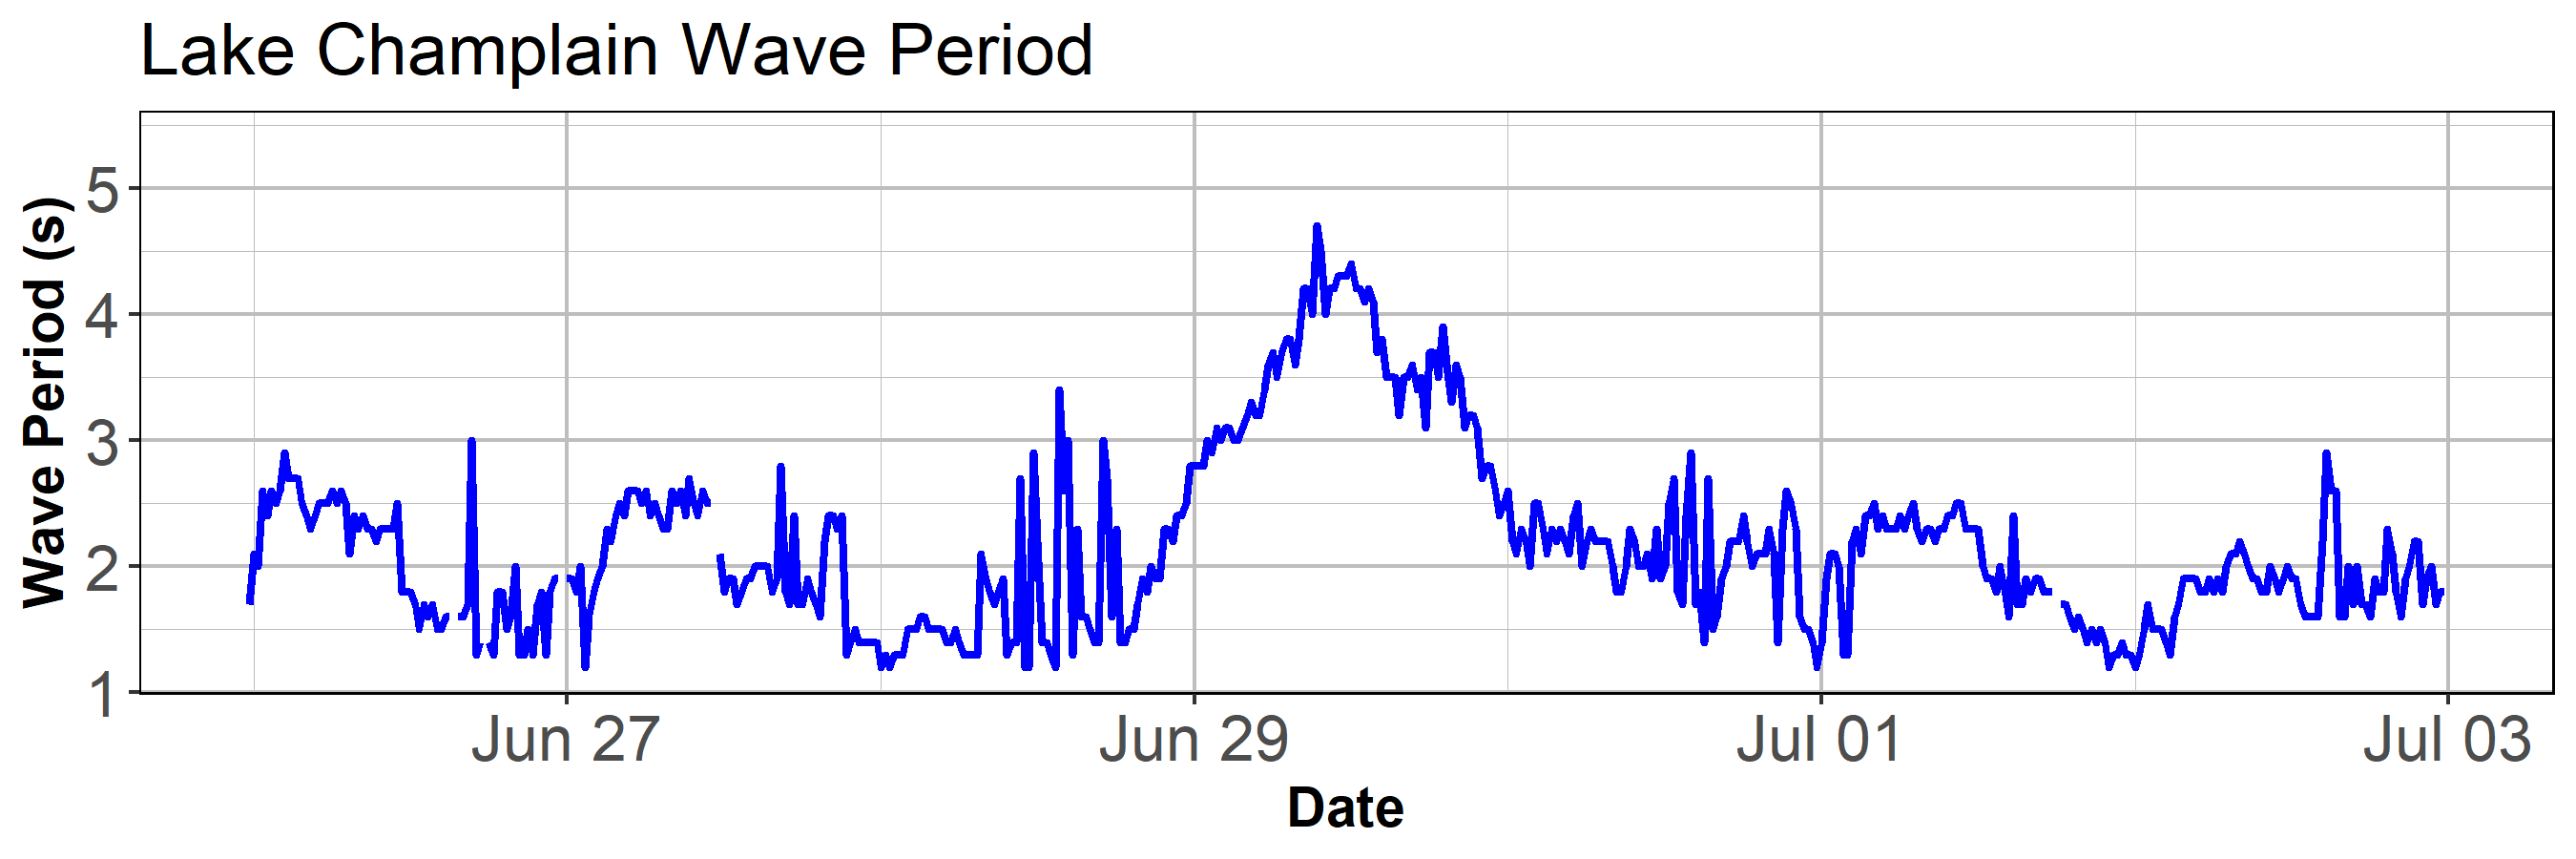 Lake Champlain Wave Period
Wave Period (s)
5
4
3
2
1
Jun 27
Jun 29
Jul 01
Jul 03
Date